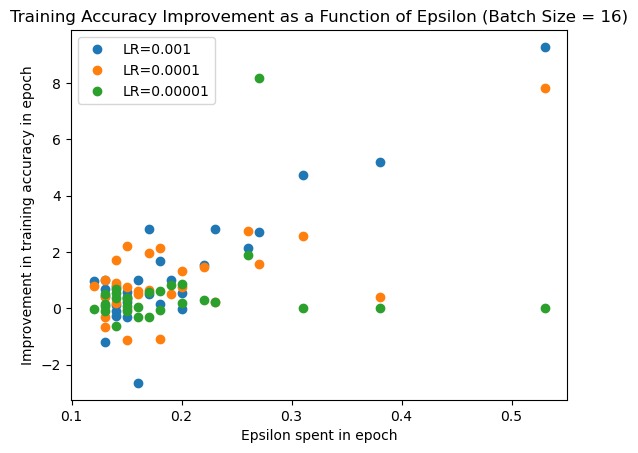 Training Accuracy Improvement as a Function of Epsilon (Batch Size = 16)
LR=0.001
LR=0.0001
LR=0.00001
Improvement in training accuracy in epoch
8
6
4
2
0
−2
0.1 0.2 0.3 0.4 0.5
Epsilon spent in epoch